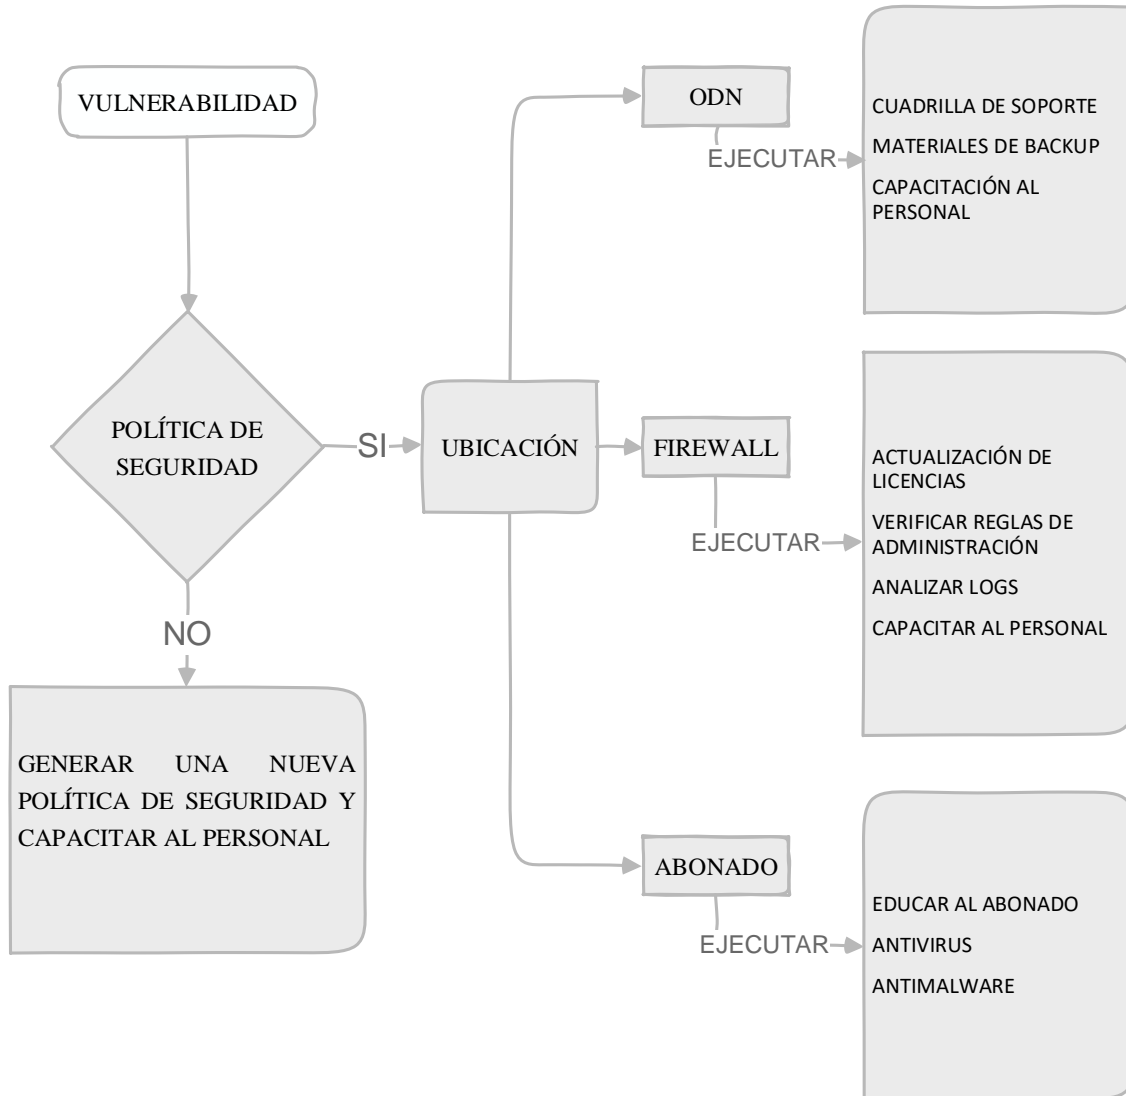 VULNERABILIDAD
POLÍTICA DE
SEGURIDAD
SI
NO
GENERAR UNA NUEVA
POLÍTICA DE SEGURIDAD Y
CAPACITAR AL PERSONAL
UBICACIÓN
ODN
EJECUTAR
CUADRILLA DE SOPORTE
MATERIALES DE BACKUP
CAPACITACIÓN AL
PERSONAL
FIREWALL
EJECUTAR
ACTUALIZACIÓN DE
LICENCIAS
VERIFICAR REGLAS DE
ADMINISTRACIÓN
ANALIZAR LOGS
CAPACITAR AL PERSONAL
ABONADO
EJECUTAR
EDUCAR AL ABONADO
ANTIVIRUS
ANTIMALWARE